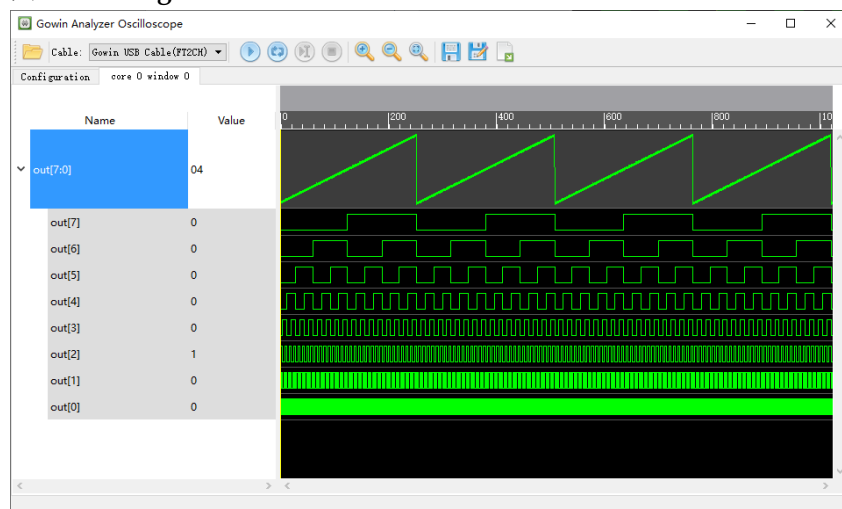 Gowin Analyzer Oscilloscope
Cable: Gowin USB Cable(FT2CH)
Configuration core 0 window 0
Name Value 0 200 400 600 800 10
out[7:0] 04
out[7] 0
out[6] 0
out[5] 0
out[4] 0
out[3] 0
out[2] 1
out[1] 0
out[0] 0